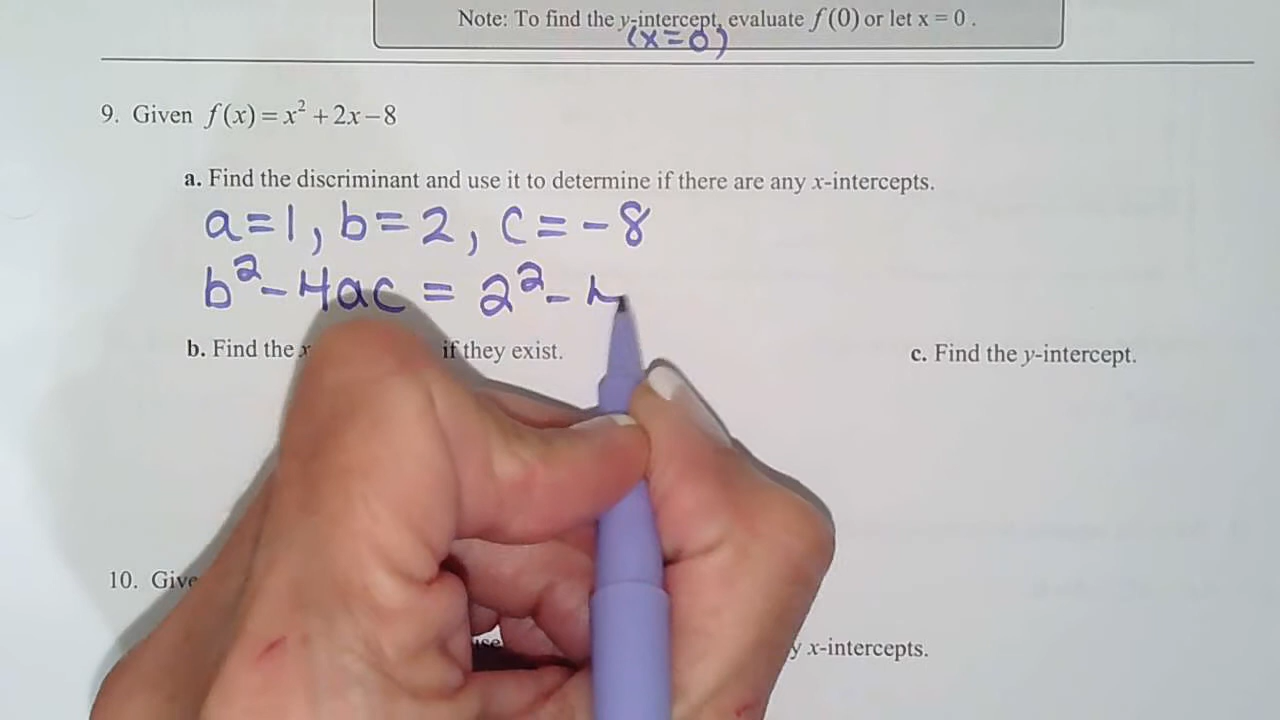 Note: To find the y-intercept, evaluate f(0) or let x = 0.
(x=0)
9. Given f(x) = x² + 2x − 8
a. Find the discriminant and use it to determine if there are any x-intercepts.
a=1, b=2, c=-8
b²-4ac = 2²-
b. Find the if they exist.
c. Find the y-intercept.
10.
x-intercepts.